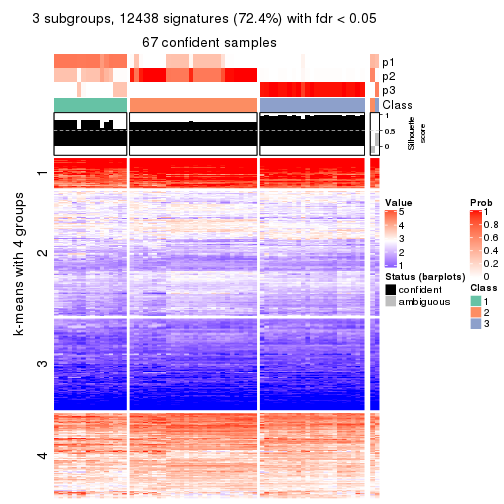 3 subgroups, 12438 signatures (72.4%) with fdr < 0.05
67 confident samples
p1
p2
p3
Class
1
0.5
0
Silhouette
score
k-means with 4 groups
1
2
3
4
Value
5
4
3
2
1
Status (barplots)
confident
ambiguous
Prob
1
0.8
0.6
0.4
0.2
0
Class
1
2
3